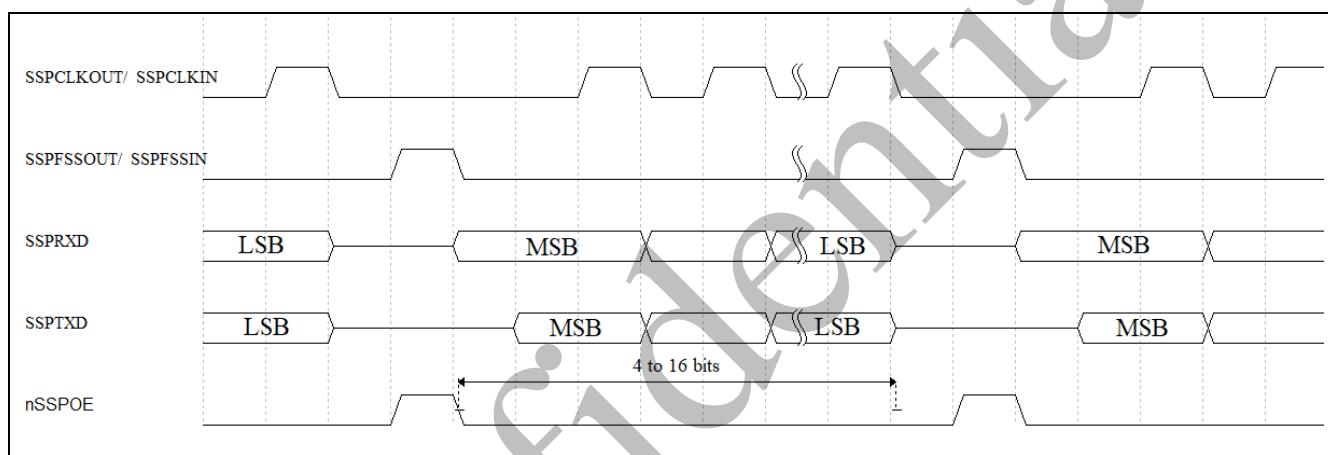 SSPCLKOUT/ SSPCLKIN
SSPFSSOUT/ SSPFSSIN
SSPRXD
LSB
MSB
LSB
MSB
SSPTXD
LSB
MSB
LSB
MSB
4 to 16 bits
nSSPOE
fidentia